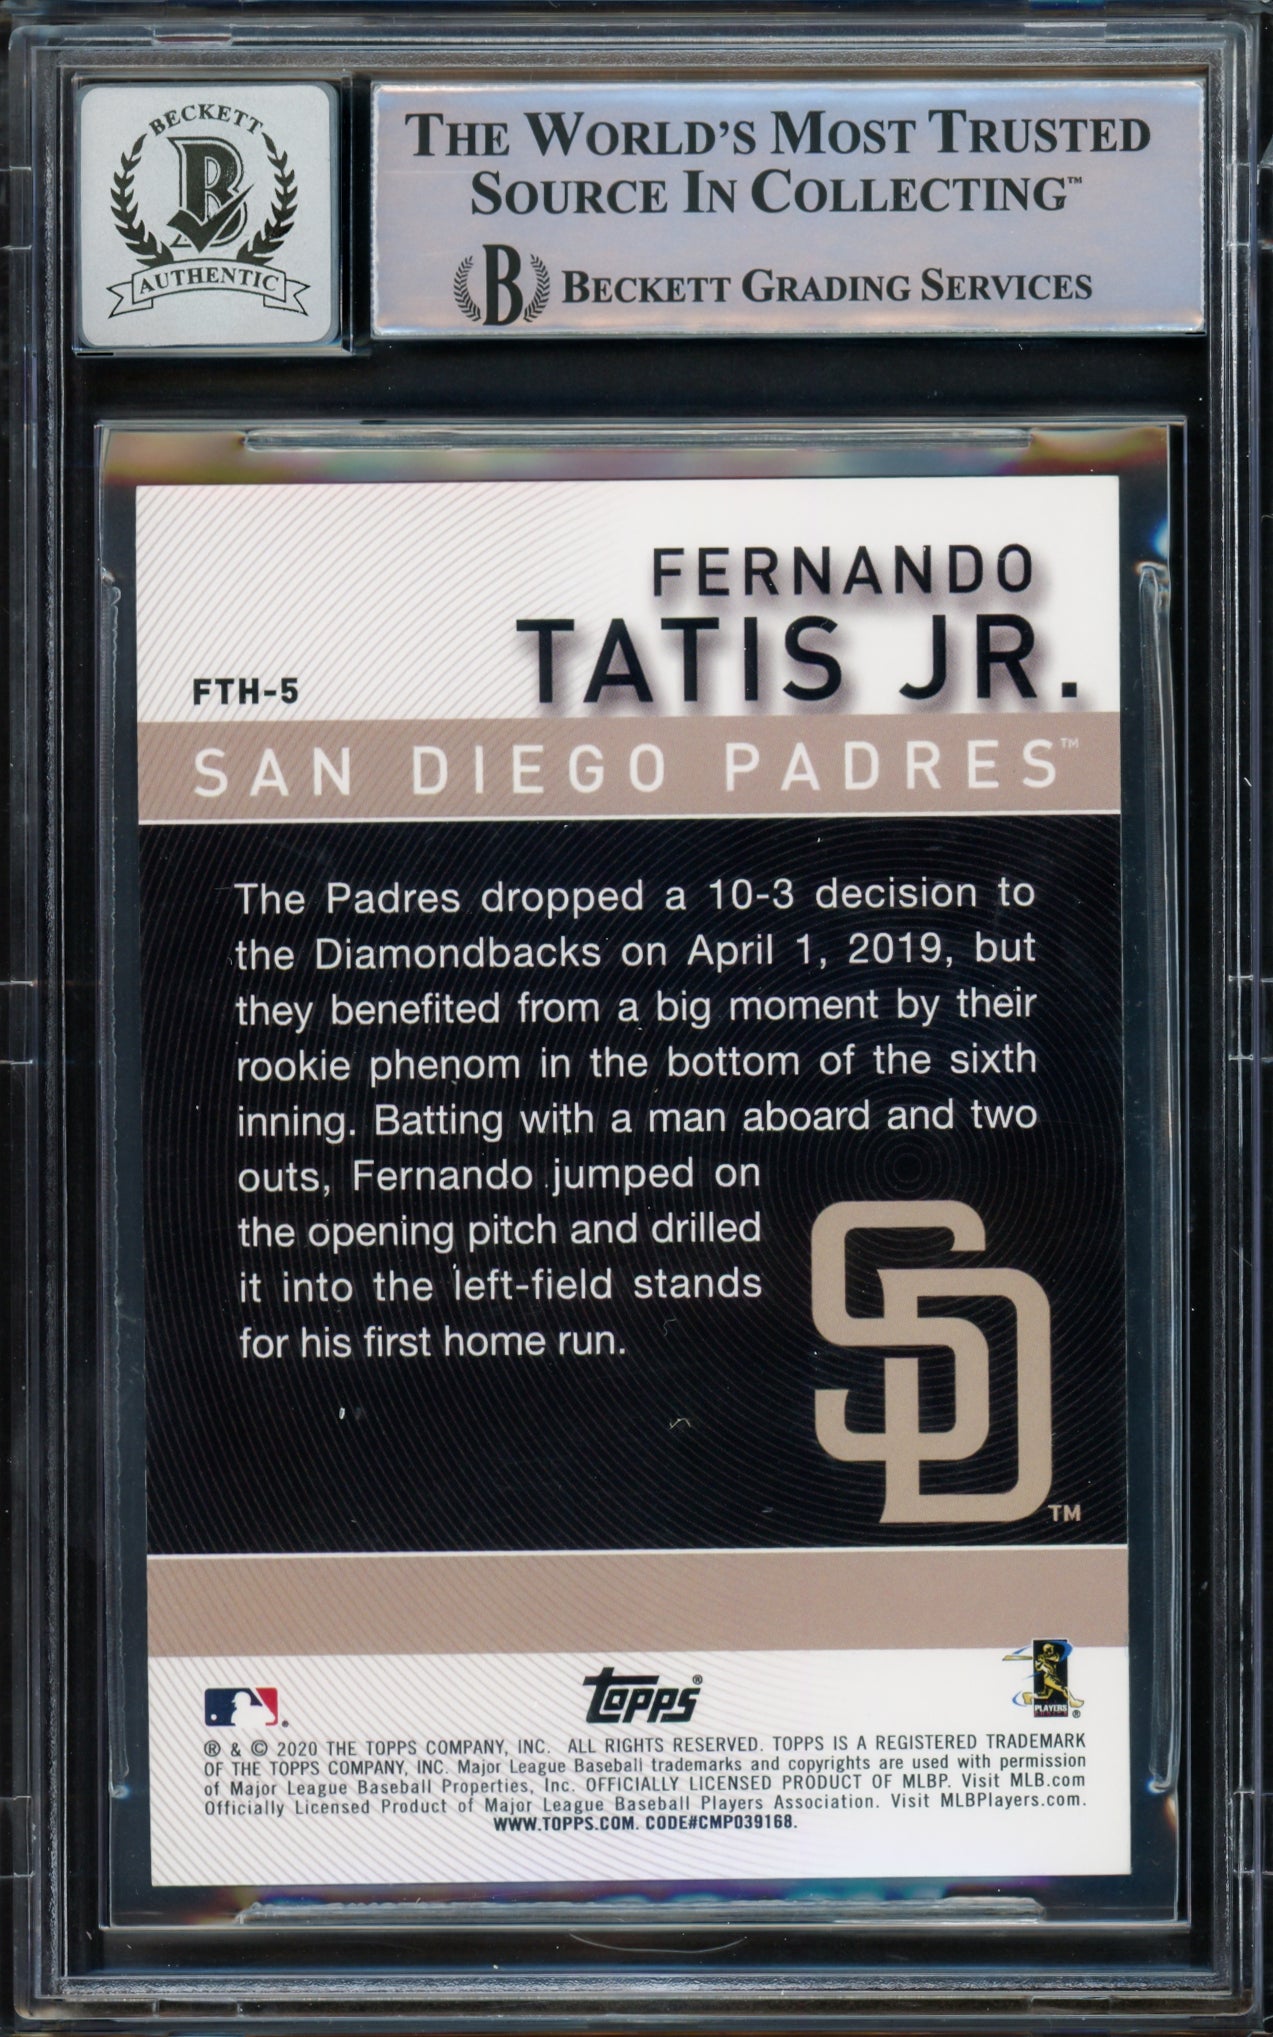 BECKETT
B
AUTHENTIC
THE WORLD'S MOST TRUSTED
SOURCE IN COLLECTING™
B BECKETT GRADING SERVICES
FERNANDO
TATIS JR.
FTH-5
SAN DIEGO PADRES™
The Padres dropped a 10-3 decision to
the Diamondbacks on April 1, 2019, but
they benefited from a big moment by their
rookie phenom in the bottom of the sixth
inning. Batting with a man aboard and two
outs, Fernando jumped on
the opening pitch and drilled
it into the left-field stands
for his first home run.
SD™
topps®
PLAYERS
®
® & © 2020 THE TOPPS COMPANY, INC. ALL RIGHTS RESERVED. TOPPS IS A REGISTERED TRADEMARK
OF THE TOPPS COMPANY, INC. Major League Baseball trademarks and copyrights are used with permission
of Major League Baseball Properties, Inc. OFFICIALLY LICENSED PRODUCT OF MLBP. Visit MLB.com
Officially Licensed Product of Major League Baseball Players Association. Visit MLBPlayers.com.
WWW.TOPPS.COM. CODE#CMP039168.